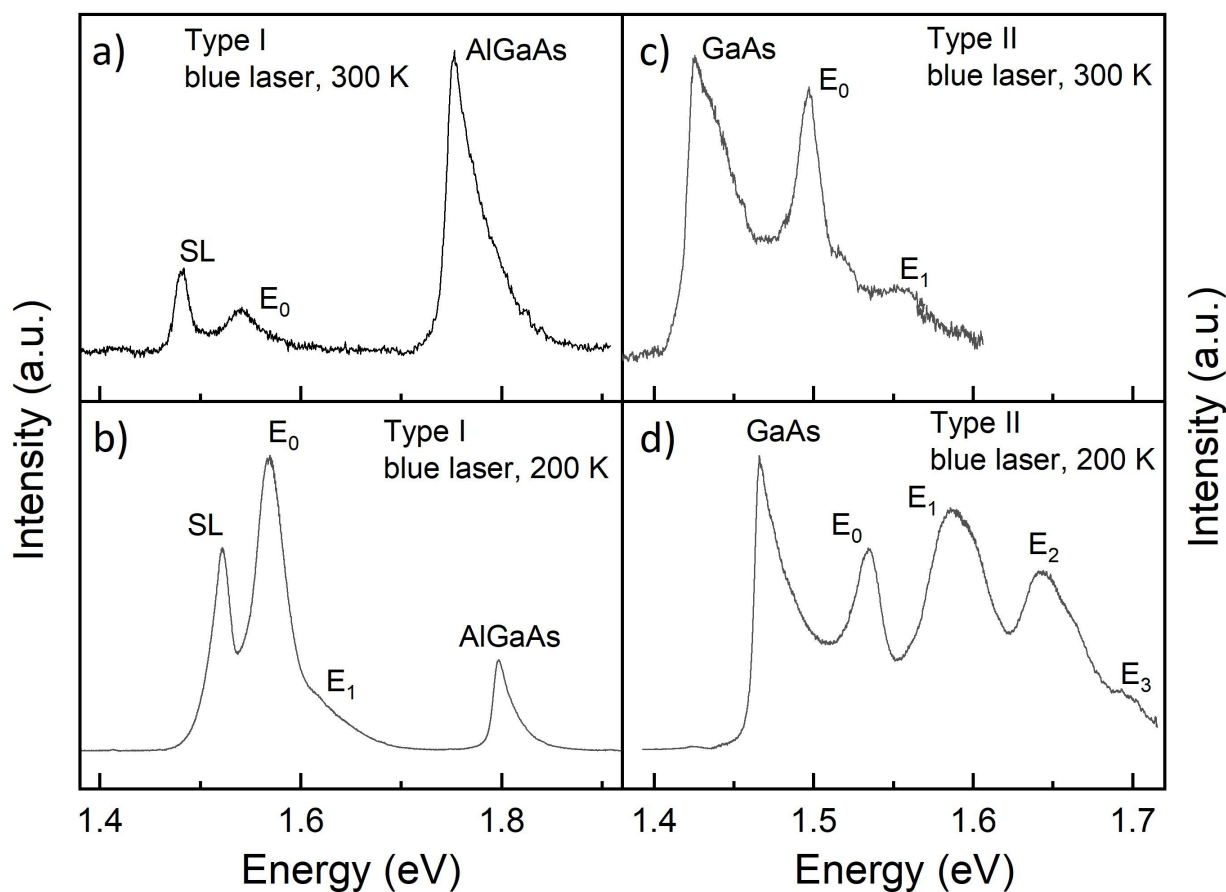 a)
Type I
blue laser, 300 K
AlGaAs
SL
E₀
c)
GaAs
E₀
Type II
blue laser, 300 K
E₁
b)
E₀
Type I
blue laser, 200 K
SL
E₁
AlGaAs
d)
GaAs
Type II
blue laser, 200 K
E₀
E₁
E₂
E₃
Intensity (a.u.)
Intensity (a.u.)
1.4 1.6 1.8
1.4 1.5 1.6 1.7
Energy (eV)
Energy (eV)